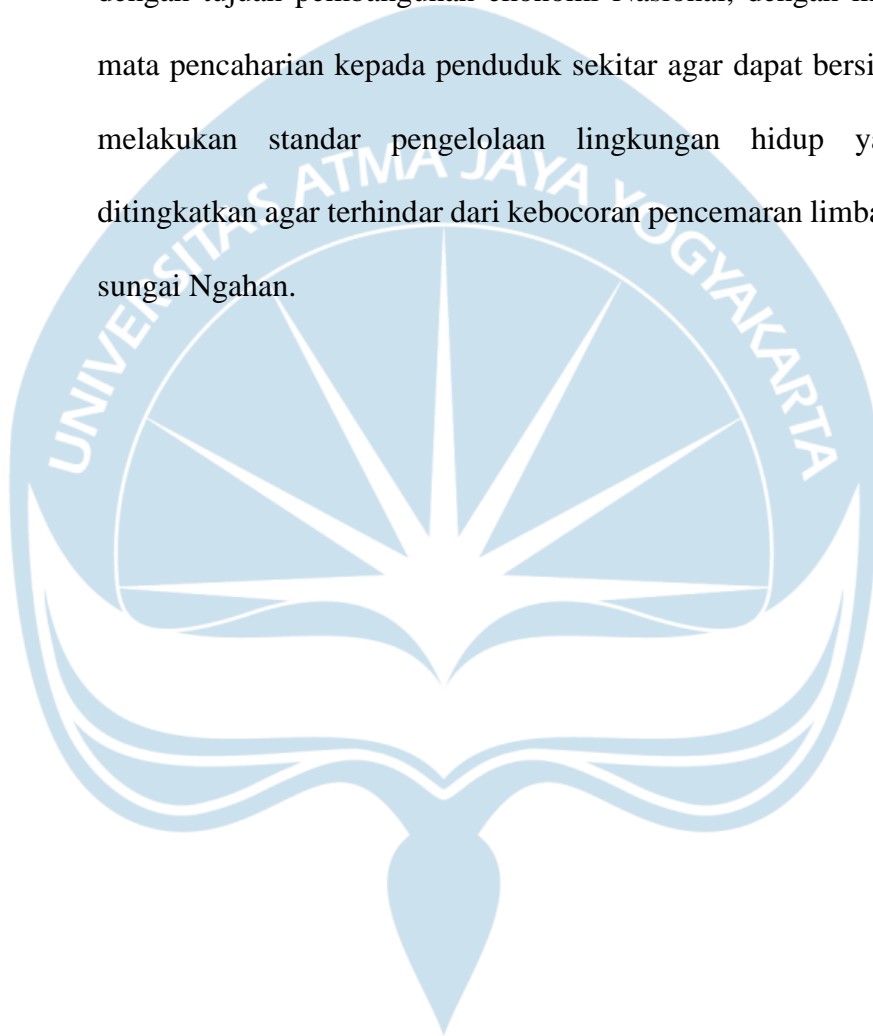 dengan tujuan pembangunan ekonomi Nasional, dengan
mata pencaharian kepada penduduk sekitar agar dapat bersi
melakukan standar pengelolaan lingkungan hidup ya
ditingkatkan agar terhindar dari kebocoran pencemaran limba
sungai Ngahan.
UNIVERSITAS ATMA JAYA YOGYAKARTA